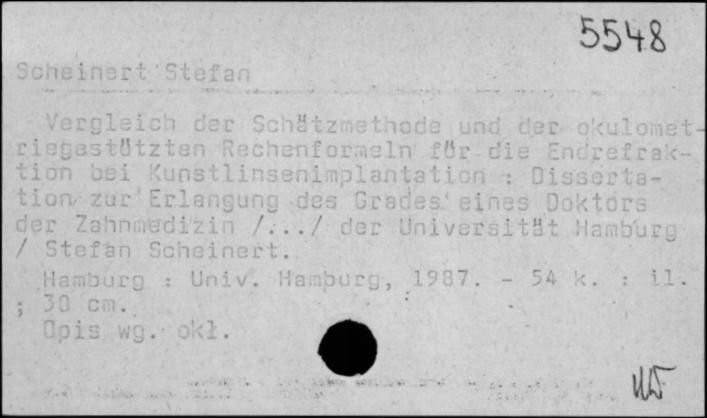 5548
Scheinert Stefan
Vergleich der Schätzmethode und der okulomet-
riegestützten Rechenformeln für die Endrefrak-
tion bei Kunstlinsenimplantation : Disserta-
tion zur Erlangung des Grades eines Doktors
der Zahnmedizin /.../ der Universität Hamburg
/ Stefan Scheinert.
Hamburg : Univ. Hamburg, 1987. - 54 k. : il.
; 30 cm.
Opis wg. okł.